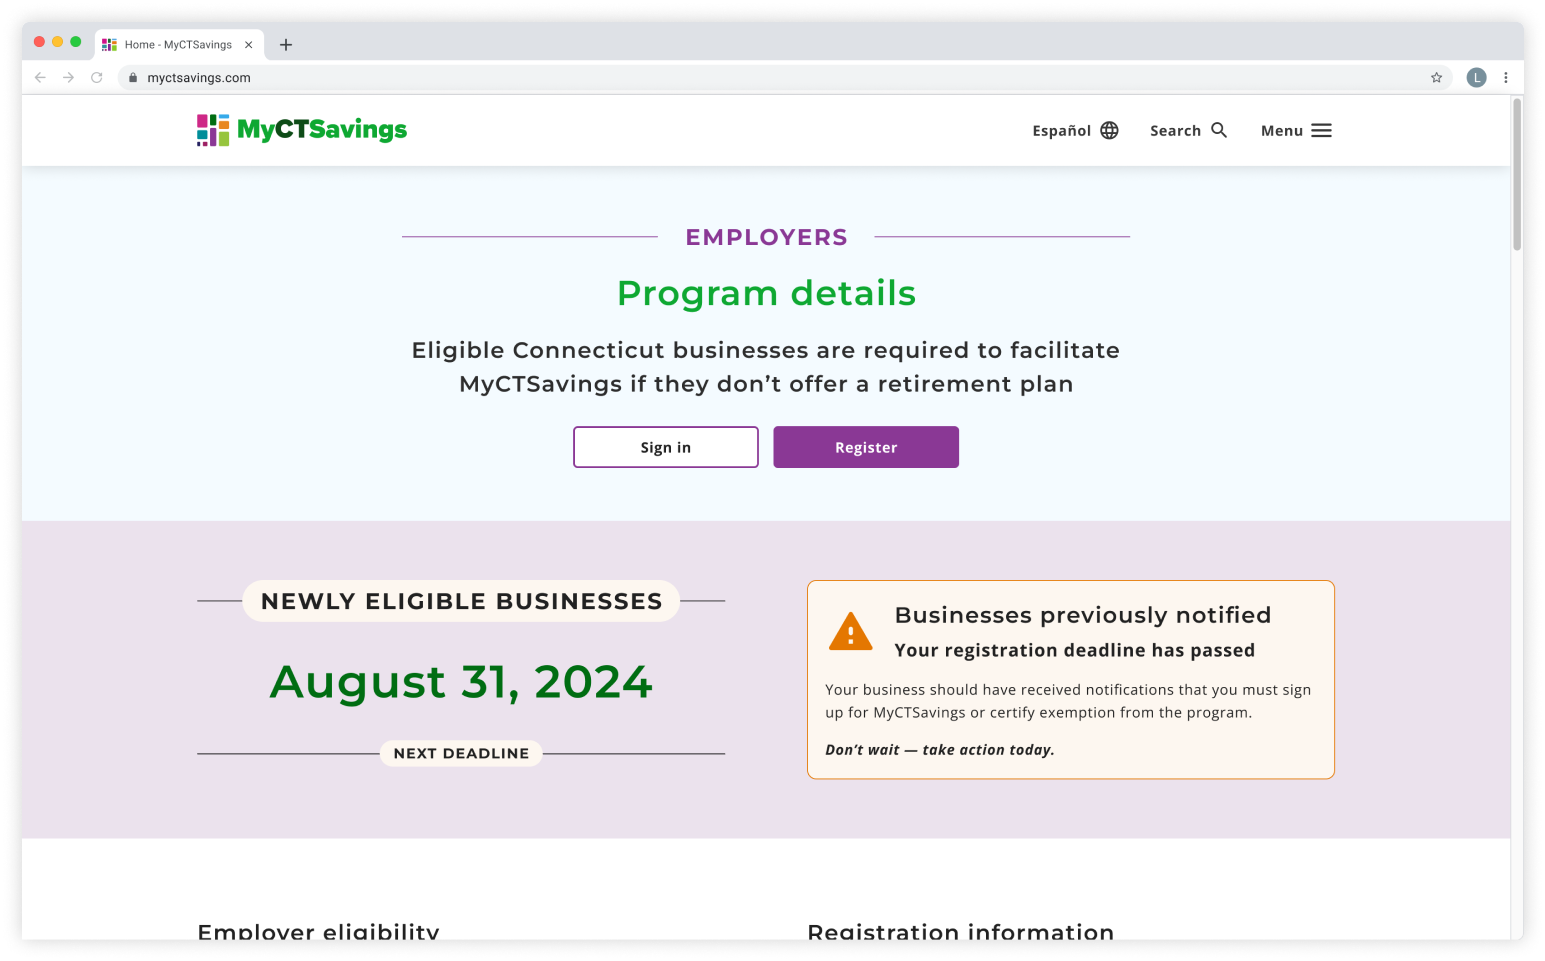 Home - MyCTSavings
myctsavings.com
L
MyCTSavings
Español
Search
Menu
EMPLOYERS
Program details
Eligible Connecticut businesses are required to facilitate
MyCTSavings if they don’t offer a retirement plan
Sign in
Register
NEWLY ELIGIBLE BUSINESSES
August 31, 2024
NEXT DEADLINE
Businesses previously notified
Your registration deadline has passed
Your business should have received notifications that you must sign
up for MyCTSavings or certify exemption from the program.
Don’t wait — take action today.
Employer eligibility
Registration information